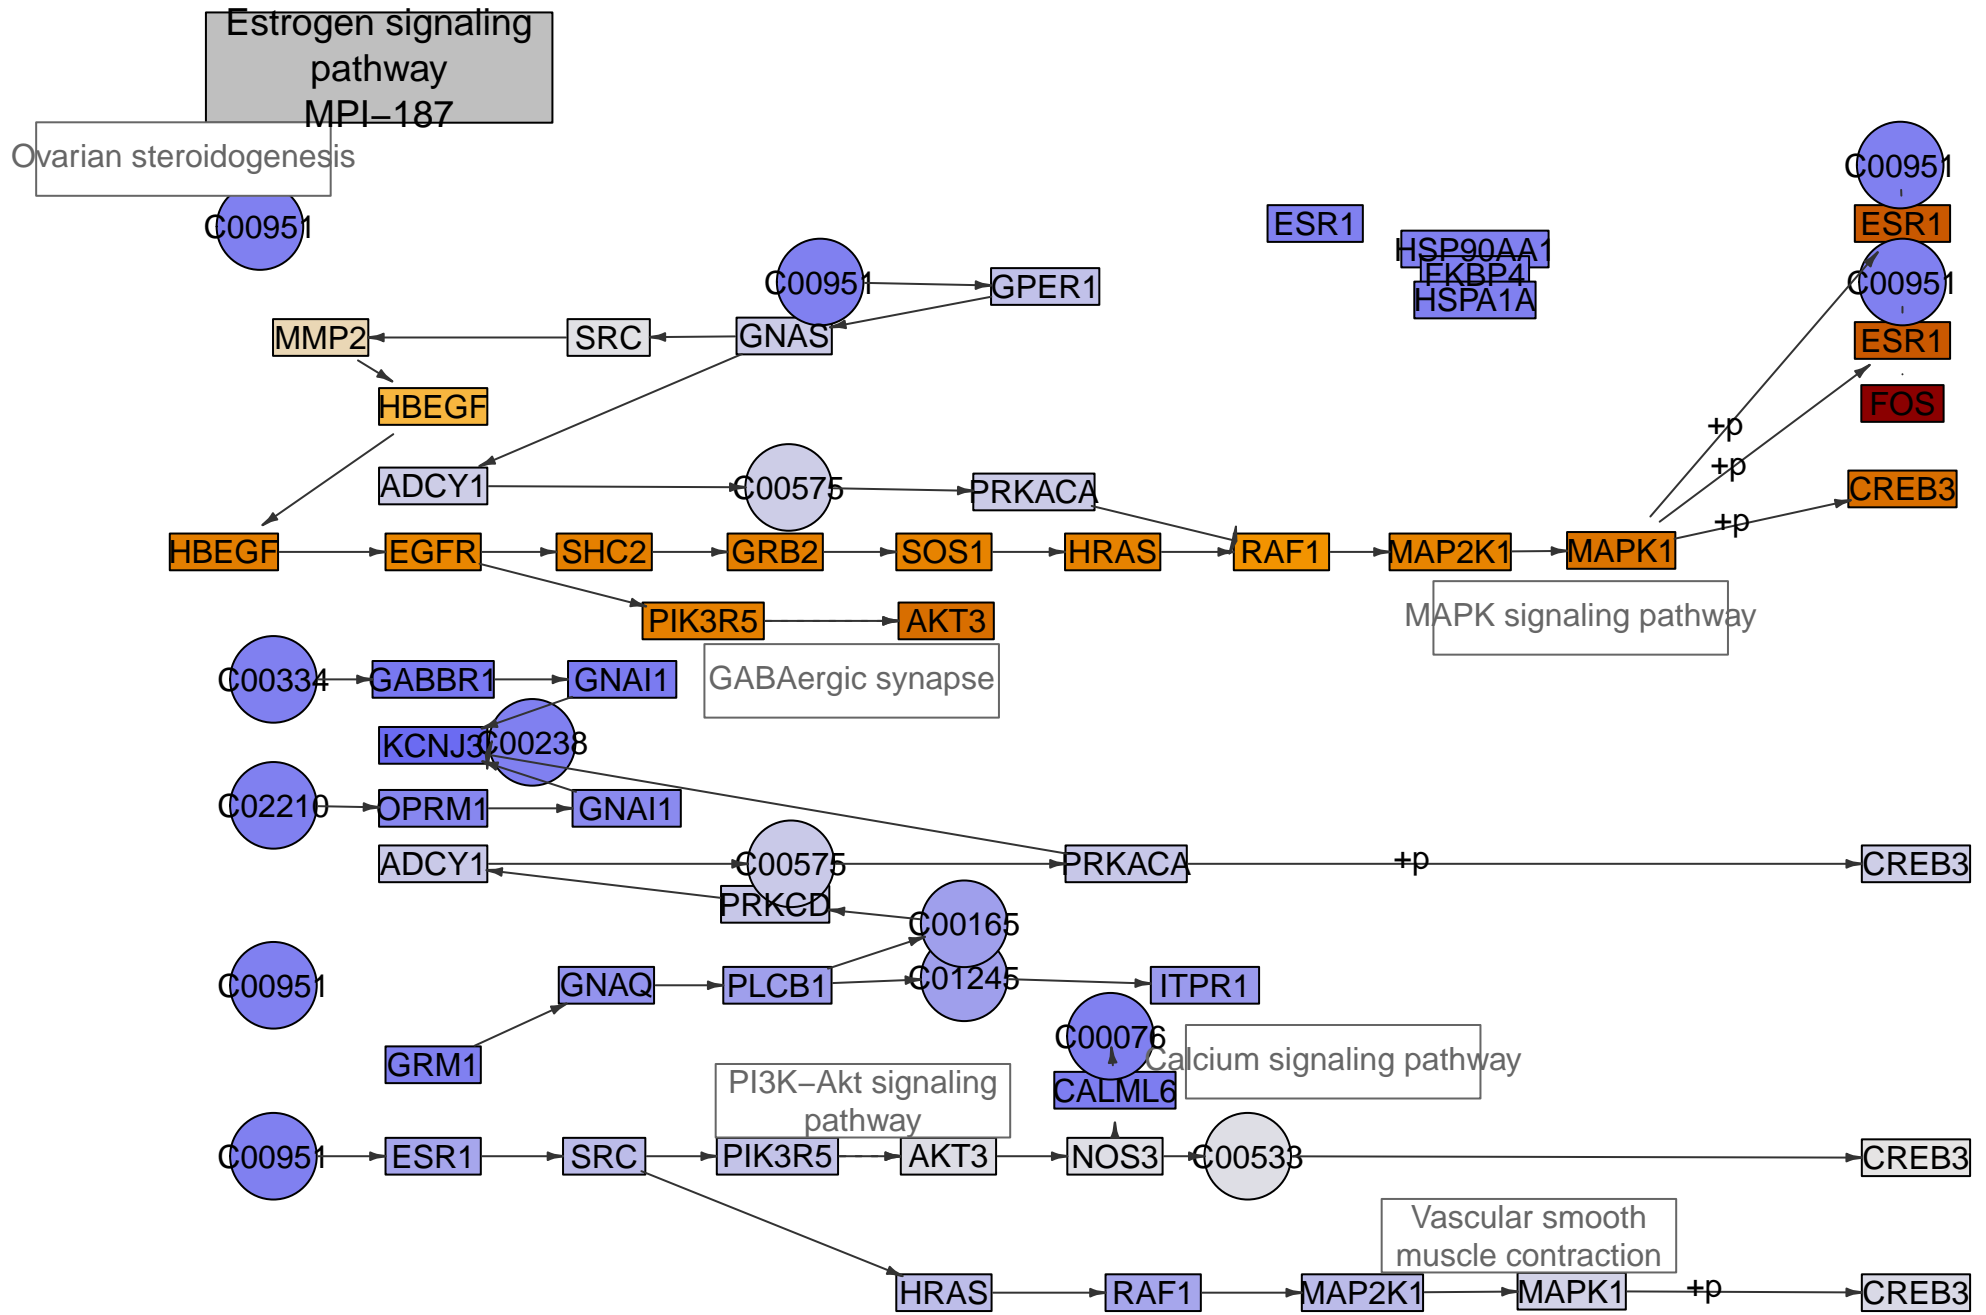 Estrogen signaling
pathway
MPI−187
Ovarian steroidogenesis
C00951
C00951
ESR1
C00951
ESR1
HSP90AA1
FKBP4
HSPA1A
C00951
GPER1
C00951
ESR1
MMP2
SRC
GNAS
HBEGF
FOS
+p
+p
ADCY1
C00575
PRKACA
CREB3
+p
HBEGF
EGFR
SHC2
GRB2
SOS1
HRAS
RAF1
MAP2K1
MAPK1
PIK3R5
AKT3
MAPK signaling pathway
C00334
GABBR1
GNAI1
GABAergic synapse
KCNJ3
C00238
C02210
OPRM1
GNAI1
ADCY1
C00575
PRKACA
+p
CREB3
PRKCD
C00165
C00951
GNAQ
PLCB1
C01245
ITPR1
C00076
Calcium signaling pathway
GRM1
CALML6
PI3K−Akt signaling
pathway
C00951
ESR1
SRC
PIK3R5
AKT3
NOS3
C00533
CREB3
Vascular smooth
muscle contraction
HRAS
RAF1
MAP2K1
MAPK1
+p
CREB3